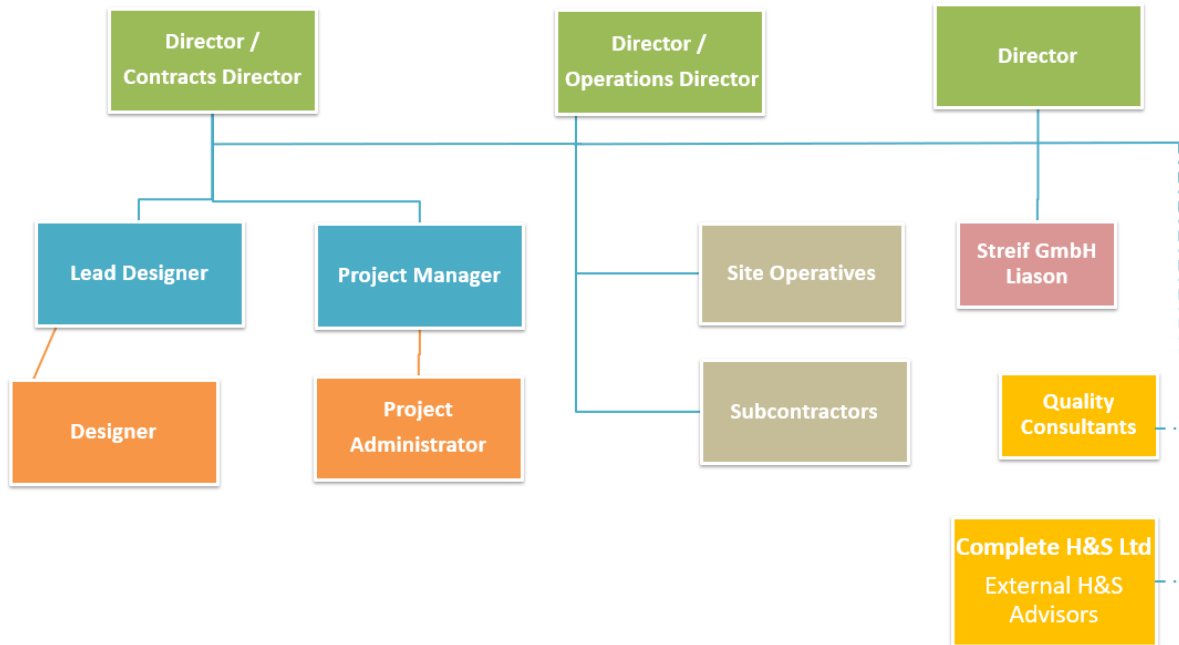 Director /
Contracts Director
Director /
Operations Director
Director
Lead Designer
Project Manager
Site Operatives
Streif GmbH
Liason
Designer
Project
Administrator
Subcontractors
Quality
Consultants
Complete H&S Ltd
External H&S
Advisors